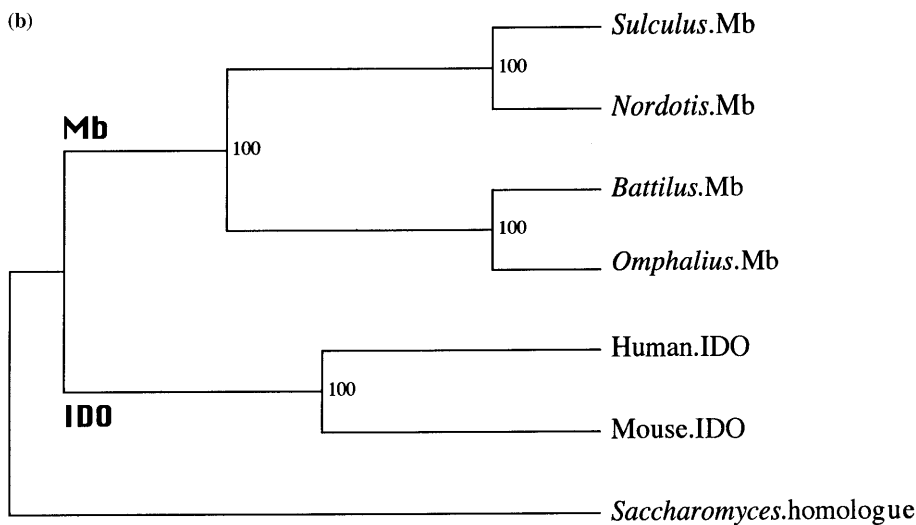 (b)
Sulculus.Mb
100
Nordotis.Mb
Mb
100
Battilus.Mb
100
Omphalius.Mb
Human.IDO
100
IDO
Mouse.IDO
Saccharomyces.homologue